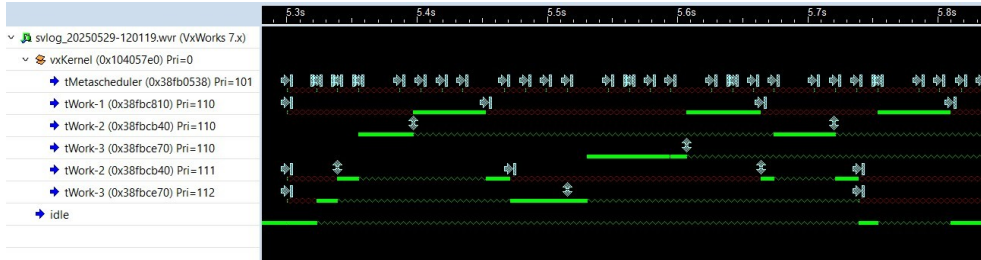 5.3s 5.4s 5.5s 5.6s 5.7s 5.8s
svlog_20250529-120119.wvr (VxWorks 7.x)
vxKernel (0x104057e0) Pri=0
tMetascheduler (0x38fb0538) Pri=101
tWork-1 (0x38fbc810) Pri=110
tWork-2 (0x38fbcb40) Pri=110
tWork-3 (0x38fbce70) Pri=110
tWork-2 (0x38fbcb40) Pri=111
tWork-3 (0x38fbce70) Pri=112
idle